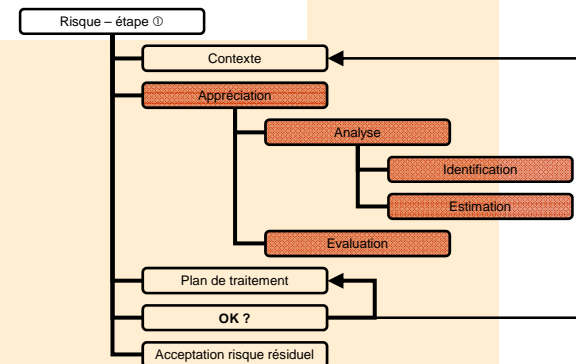 Risque – étape ①
Contexte
Appréciation
Analyse
Identification
Estimation
Evaluation
Plan de traitement
OK ?
Acceptation risque résiduel